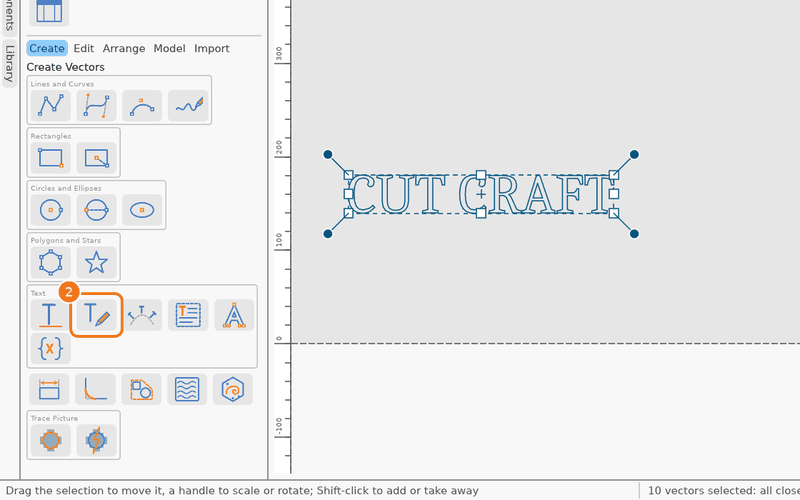 onents
Library
Create Edit Arrange Model Import
Create Vectors
Lines and Curves
Rectangles
Circles and Ellipses
Polygons and Stars
Text
2
T T T A
{x}
Trace Picture
300
200
100
0
-100
CUT CRAFT
Drag the selection to move it, a handle to scale or rotate; Shift-click to add or take away
10 vectors selected: all close